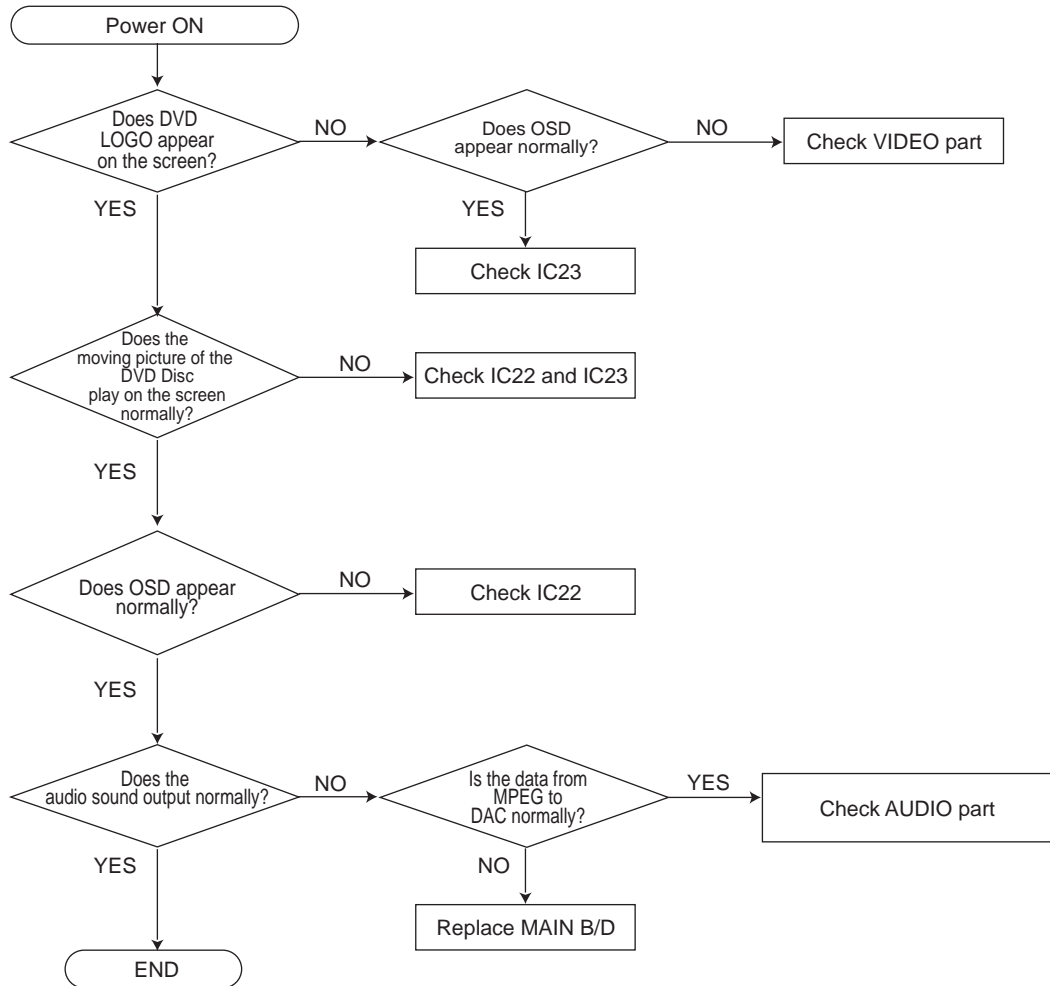 Power ON
Does DVD
LOGO appear
on the screen?
NO
Does OSD
appear normally?
NO
Check VIDEO part
YES
YES
Check IC23
Does the
moving picture of the
DVD Disc
play on the screen
normally?
NO
Check IC22 and IC23
YES
Does OSD appear
normally?
NO
Check IC22
YES
Does the
audio sound output normally?
NO
Is the data from
MPEG to
DAC normally?
YES
Check AUDIO part
YES
NO
Replace MAIN B/D
END